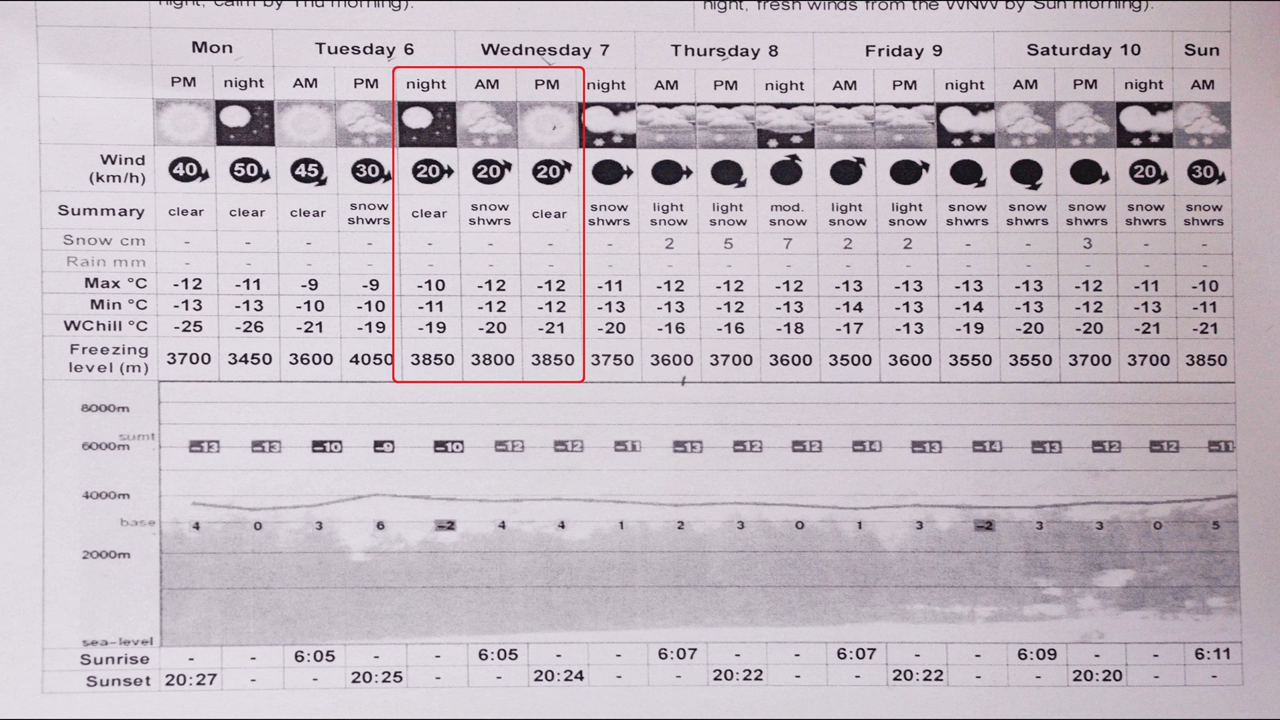 night, calm by Thu morning). night, fresh winds from the WNW by Sun morning).
Mon Tuesday 6 Wednesday 7 Thursday 8 Friday 9 Saturday 10 Sun
PM night AM PM night AM PM night AM PM night AM PM night AM PM night AM
Wind (km/h) 40 50 45 30 20 20 20 20 30
Summary clear clear clear snow shwrs clear snow shwrs clear snow shwrs light snow light snow mod. snow light snow light snow snow shwrs snow shwrs snow shwrs snow shwrs snow shwrs
Snow cm - - - - - - - - 2 5 7 2 2 - - 3 - -
Rain mm - - - - - - - - - - - - - - - - - -
Max °C -12 -11 -9 -9 -10 -12 -12 -11 -12 -12 -12 -13 -13 -13 -13 -12 -11 -10
Min °C -13 -13 -10 -10 -11 -12 -12 -13 -13 -12 -13 -14 -13 -14 -13 -12 -13 -11
WChill °C -25 -26 -21 -19 -19 -20 -21 -20 -16 -16 -18 -17 -13 -19 -20 -20 -21 -21
Freezing level (m) 3700 3450 3600 4050 3850 3800 3850 3750 3600 3700 3600 3500 3600 3550 3550 3700 3700 3850
8000m
sumt
6000m -13 -13 -10 -9 -10 -12 -12 -11 -13 -12 -12 -14 -13 -14 -13 -12 -12 -11
4000m
base 4 0 3 6 -2 4 4 1 2 3 0 1 3 -2 3 3 0 5
2000m
sea-level
Sunrise - - 6:05 - - 6:05 - - 6:07 - - 6:07 - - 6:09 - - 6:11
Sunset 20:27 - - 20:25 - - 20:24 - - 20:22 - - 20:22 - - 20:20 - -